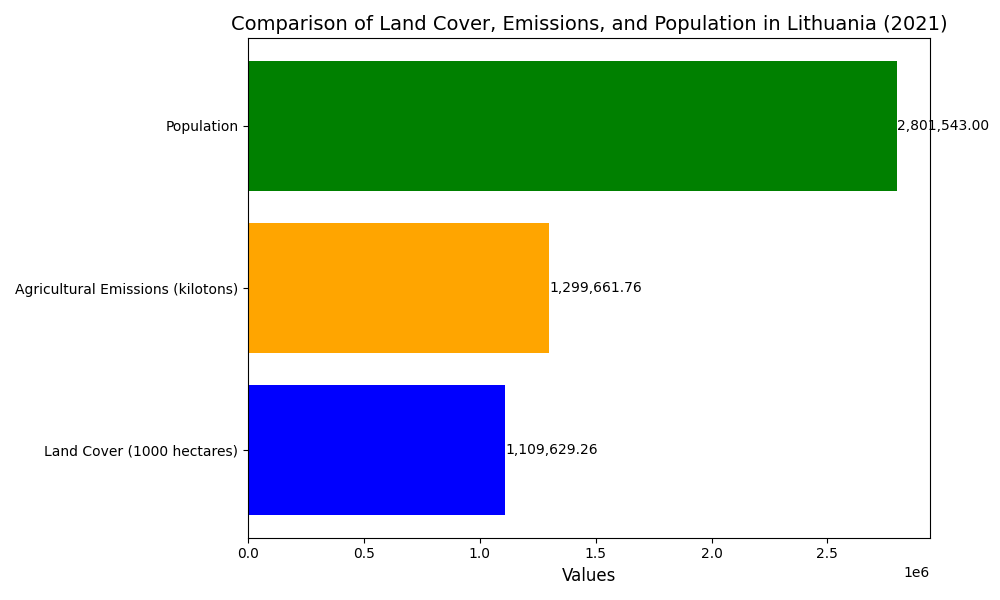 Comparison of Land Cover, Emissions, and Population in Lithuania (2021)
Population
2,801,543.00
Agricultural Emissions (kilotons)
1,299,661.76
Land Cover (1000 hectares)
1,109,629.26
0.0 0.5 1.0 1.5 2.0 2.5
1e6
Values